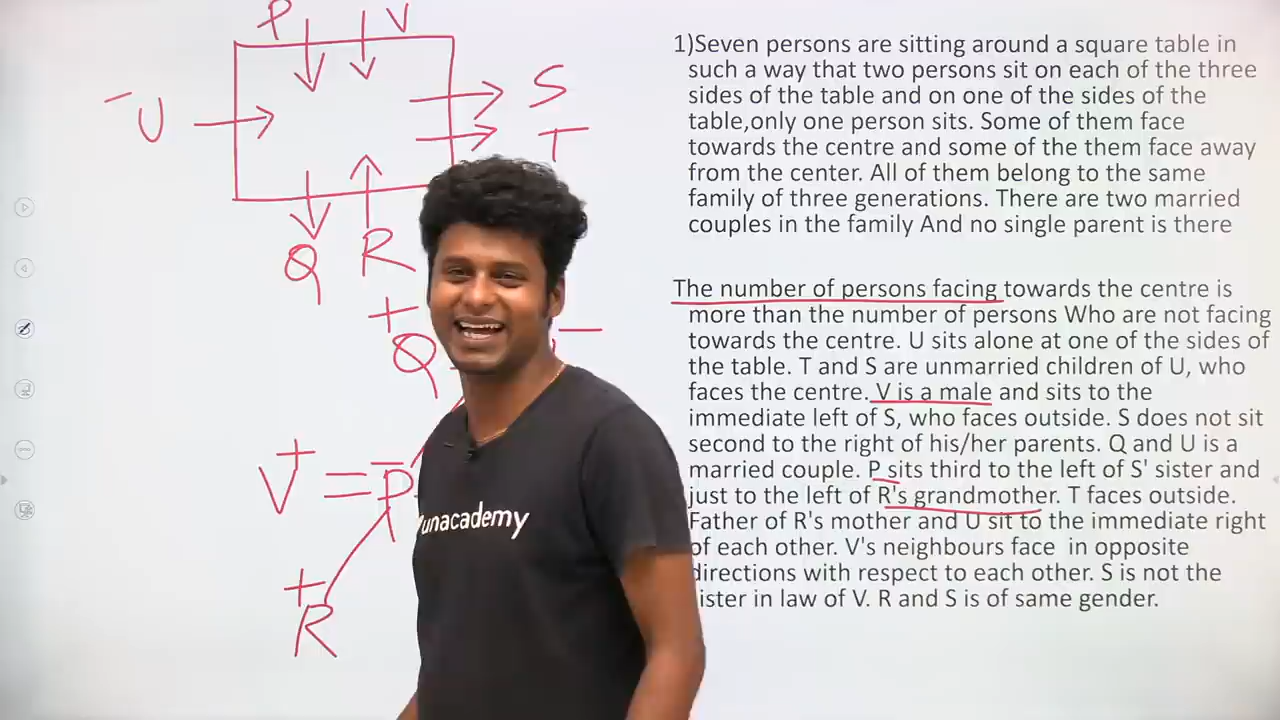 P V
S
T
U
Q R
Q
V = P
R
unacademy
1)Seven persons are sitting around a square table in
such a way that two persons sit on each of the three
sides of the table and on one of the sides of the
table,only one person sits. Some of them face
towards the centre and some of the them face away
from the center. All of them belong to the same
family of three generations. There are two married
couples in the family And no single parent is there
The number of persons facing towards the centre is
more than the number of persons Who are not facing
towards the centre. U sits alone at one of the sides of
the table. T and S are unmarried children of U, who
faces the centre. V is a male and sits to the
immediate left of S, who faces outside. S does not sit
second to the right of his/her parents. Q and U is a
married couple. P sits third to the left of S' sister and
just to the left of R's grandmother. T faces outside.
Father of R's mother and U sit to the immediate right
of each other. V's neighbours face in opposite
directions with respect to each other. S is not the
sister in law of V. R and S is of same gender.